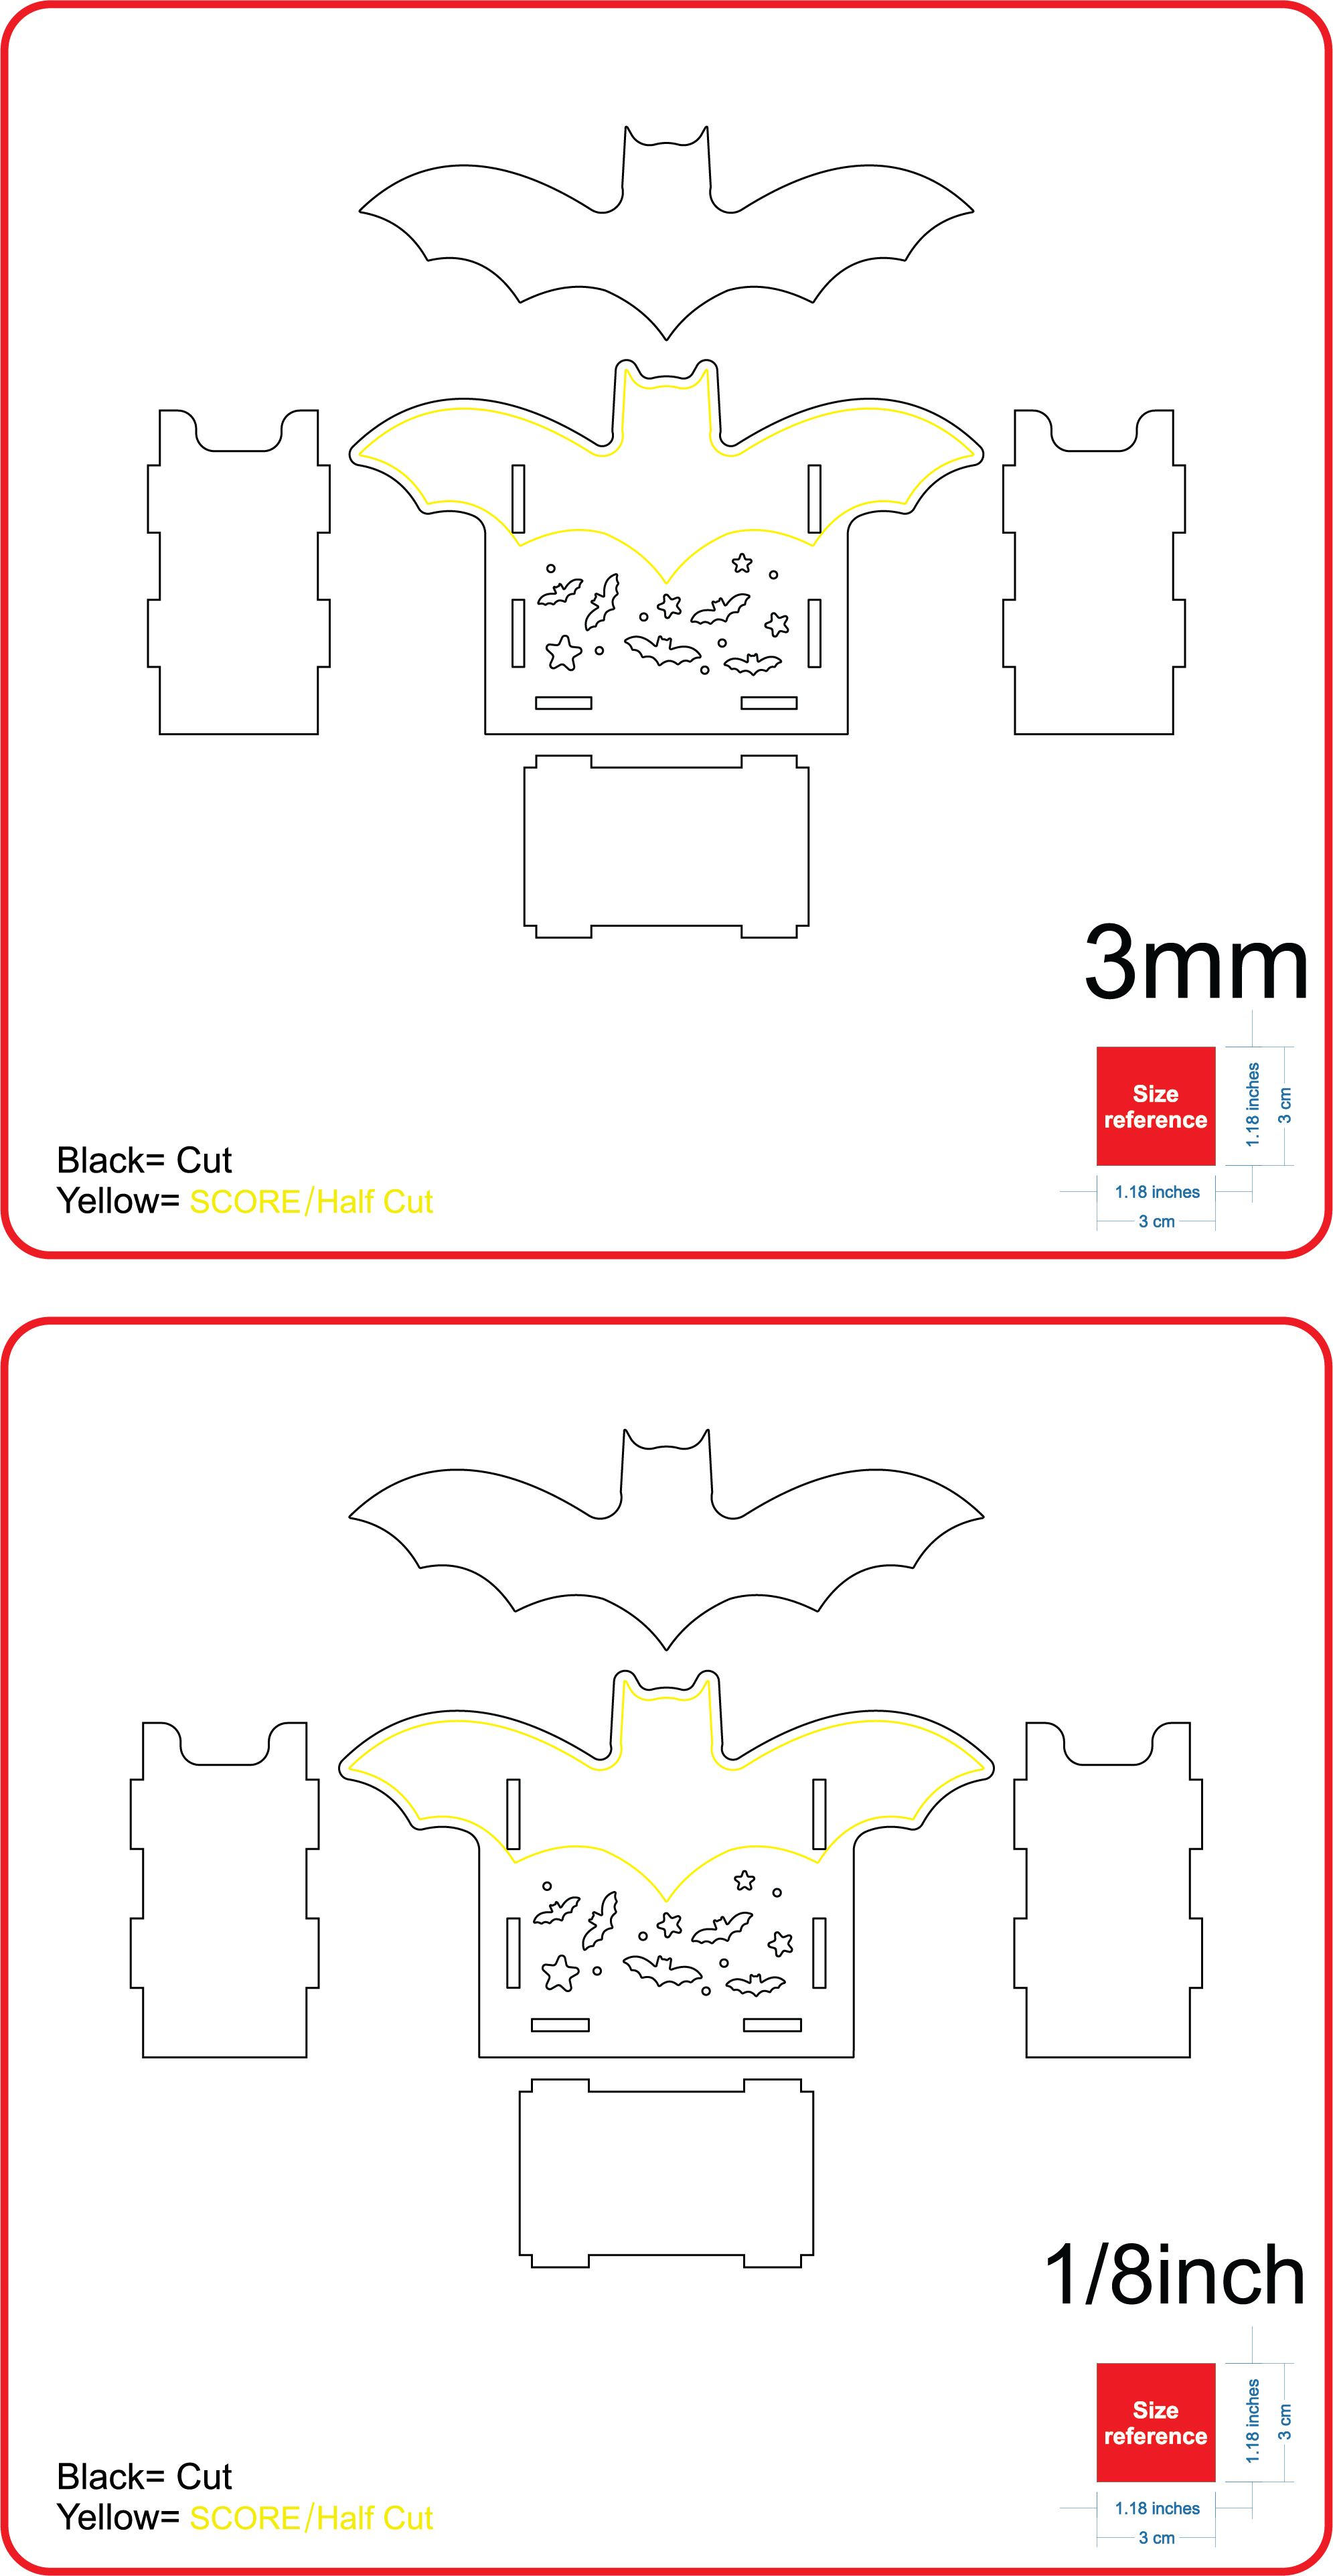 3mm
Size
reference
1.18 inches
3 cm
1.18 inches
3 cm
Black= Cut
Yellow= SCORE/Half Cut
1/8inch
Size
reference
1.18 inches
3 cm
1.18 inches
3 cm
Black= Cut
Yellow= SCORE/Half Cut